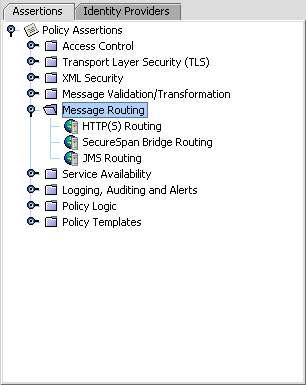 Assertions Identity Providers
Policy Assertions
Access Control
Transport Layer Security (TLS)
XML Security
Message Validation/Transformation
Message Routing
HTTP(S) Routing
SecureSpan Bridge Routing
JMS Routing
Service Availability
Logging, Auditing and Alerts
Policy Logic
Policy Templates